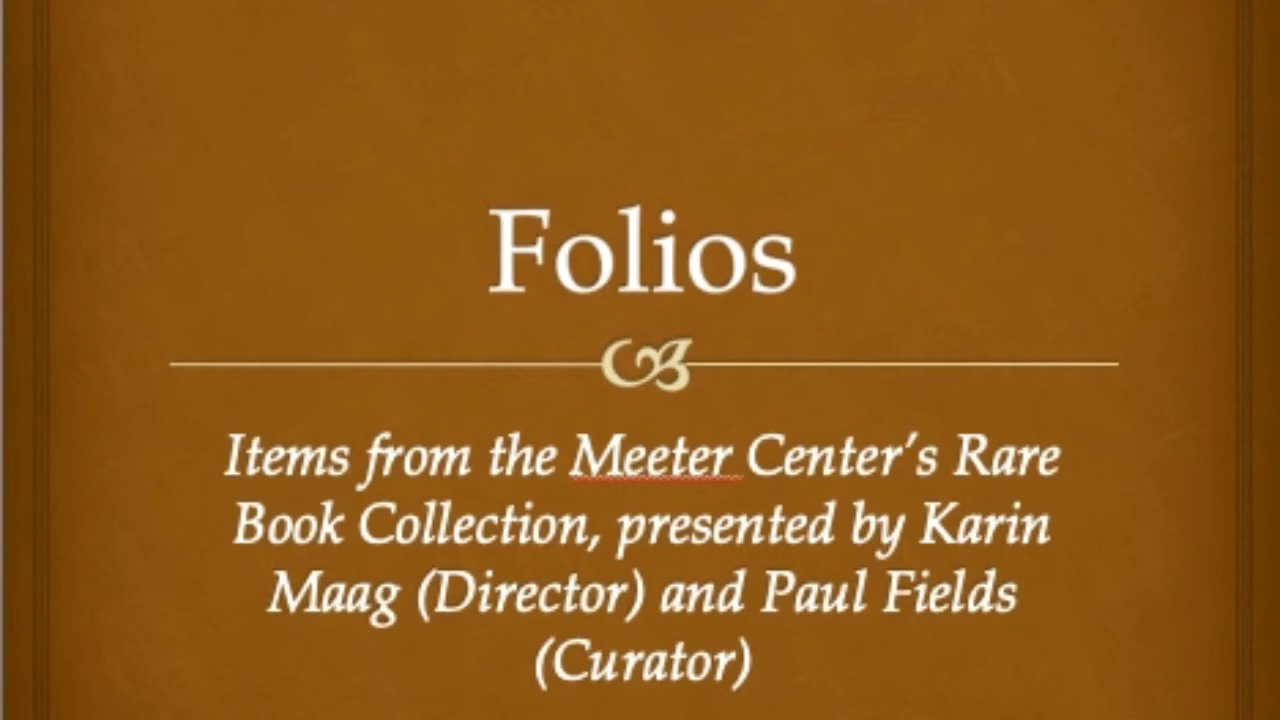 Folios
Items from the Meeter Center’s Rare
Book Collection, presented by Karin
Maag (Director) and Paul Fields
(Curator)